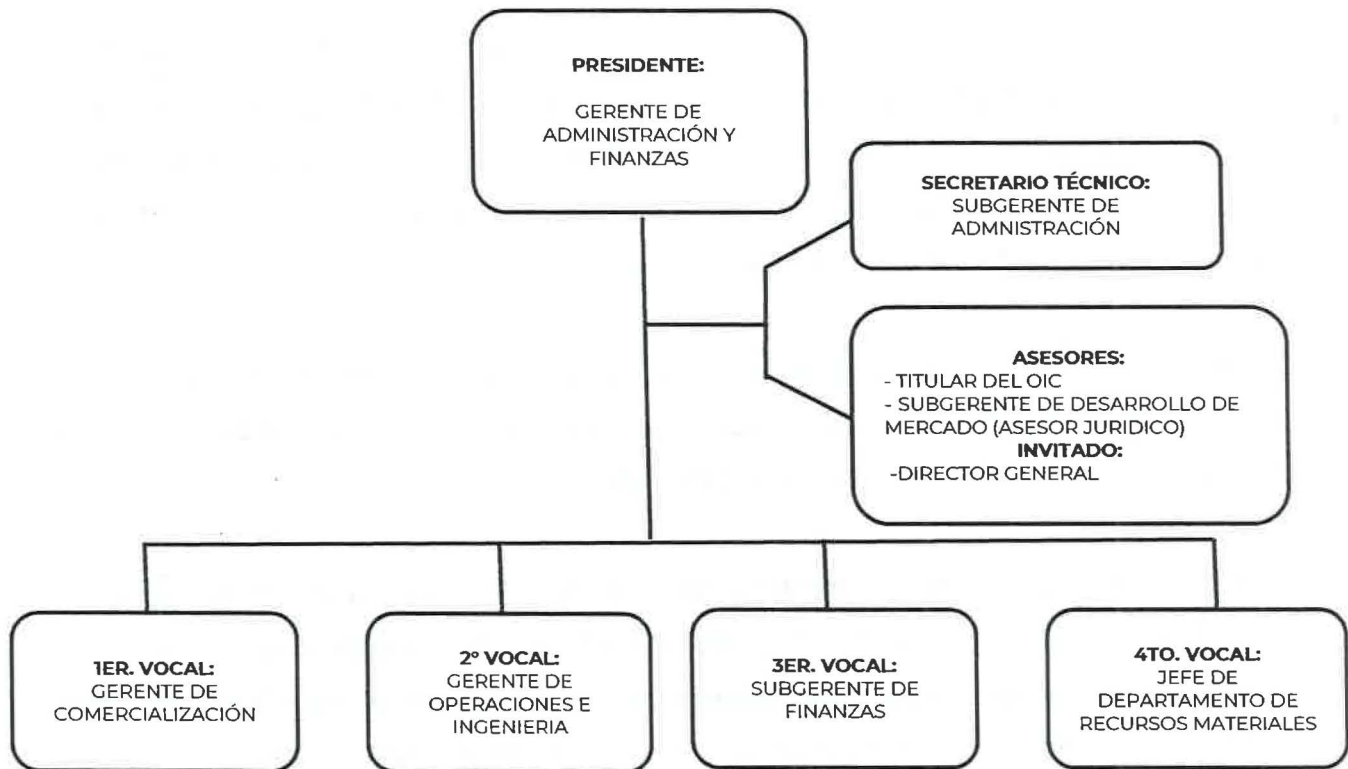 PRESIDENTE:
GERENTE DE
ADMINISTRACIÓN Y
FINANZAS
SECRETARIO TÉCNICO:
SUBGERENTE DE
ADMNISTRACIÓN
ASESORES:
- TITULAR DEL OIC
- SUBGERENTE DE DESARROLLO DE
MERCADO (ASESOR JURIDICO)
INVITADO:
-DIRECTOR GENERAL
1ER. VOCAL:
GERENTE DE
COMERCIALIZACIÓN
2º VOCAL:
GERENTE DE
OPERACIONES E
INGENIERIA
3ER. VOCAL:
SUBGERENTE DE
FINANZAS
4TO. VOCAL:
JEFE DE
DEPARTAMENTO DE
RECURSOS MATERIALES